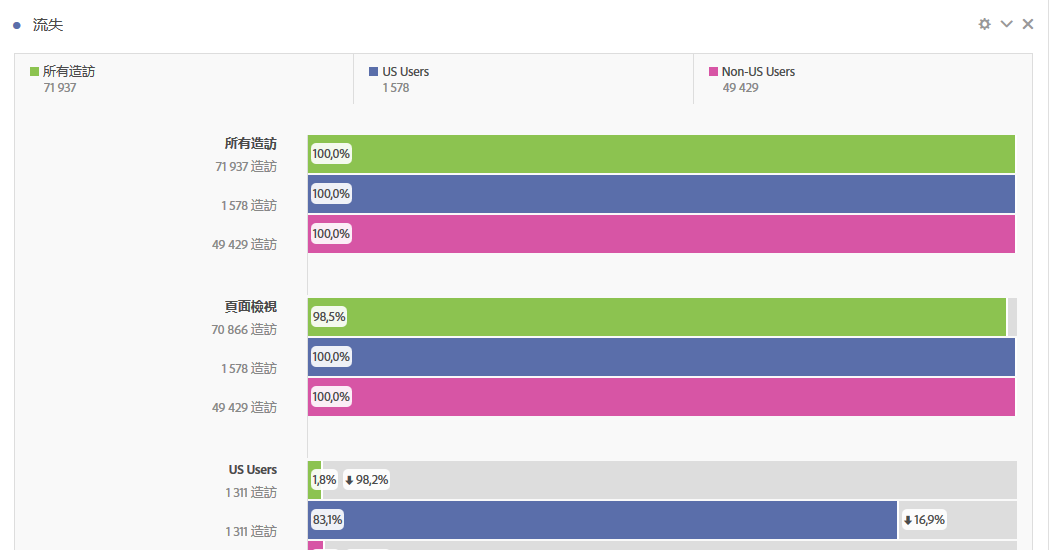 流失
所有造訪
71 937
US Users
1 578
Non-US Users
49 429
所有造訪
71 937 造訪
100,0%
1 578 造訪
100,0%
49 429 造訪
100,0%
頁面檢視
70 866 造訪
98,5%
1 578 造訪
100,0%
49 429 造訪
100,0%
US Users
1 311 造訪
1,8% 98,2%
1 311 造訪
83,1% 16,9%